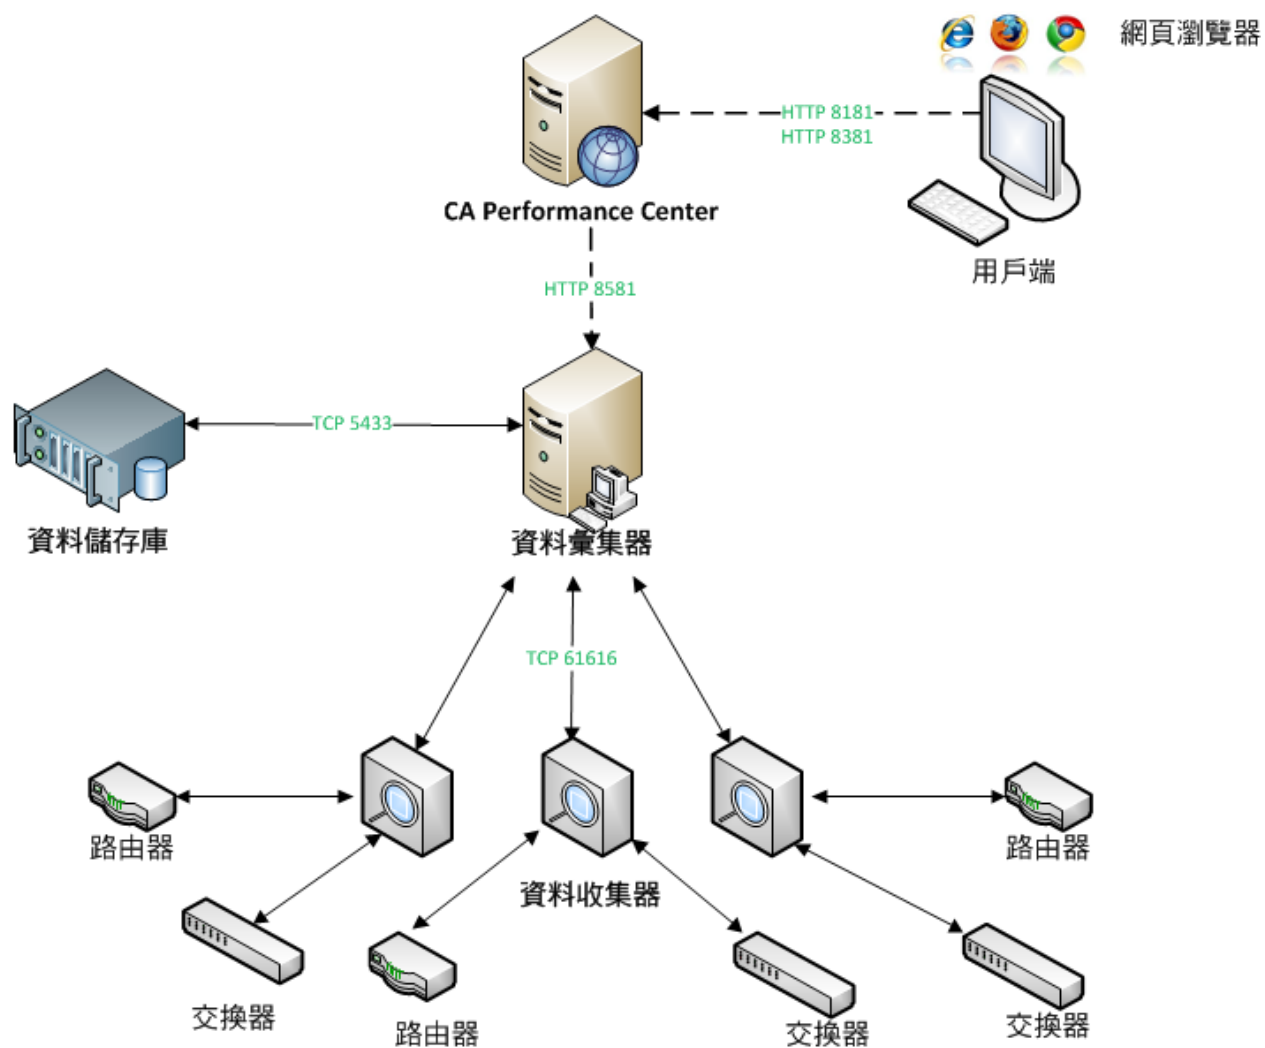 網頁瀏覽器
HTTP 8181
HTTP 8381
CA Performance Center
用戶端
HTTP 8581
TCP 5433
資料儲存庫
資料彙集器
TCP 61616
路由器
路由器
資料收集器
交換器
路由器
交換器
交換器